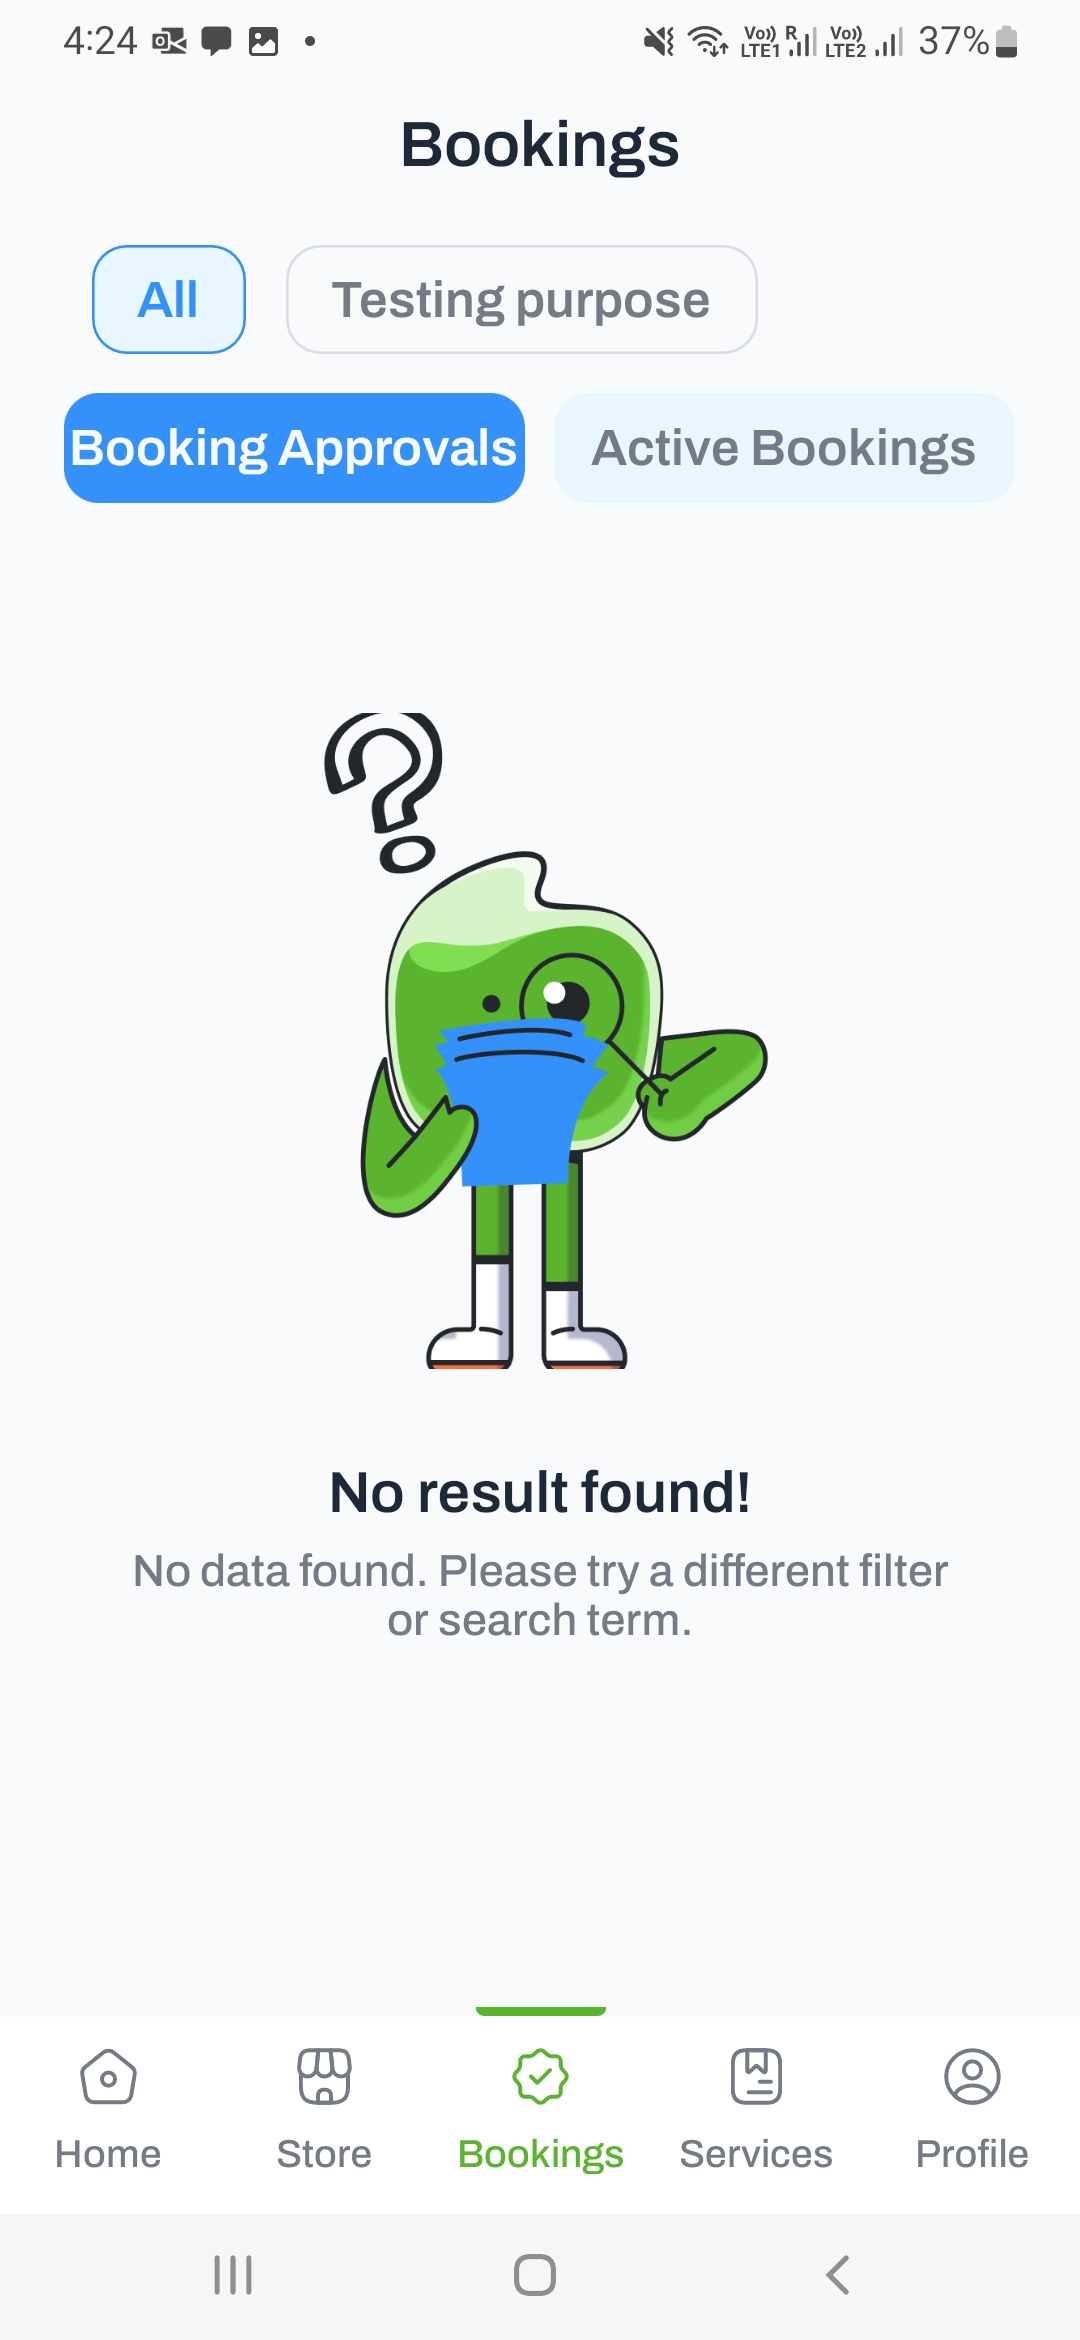 4:24
Vo)) R Vo)) 37%
LTE1 LTE2
Bookings
All Testing purpose
Booking Approvals Active Bookings
?
No result found!
No data found. Please try a different filter
or search term.
Home Store Bookings Services Profile